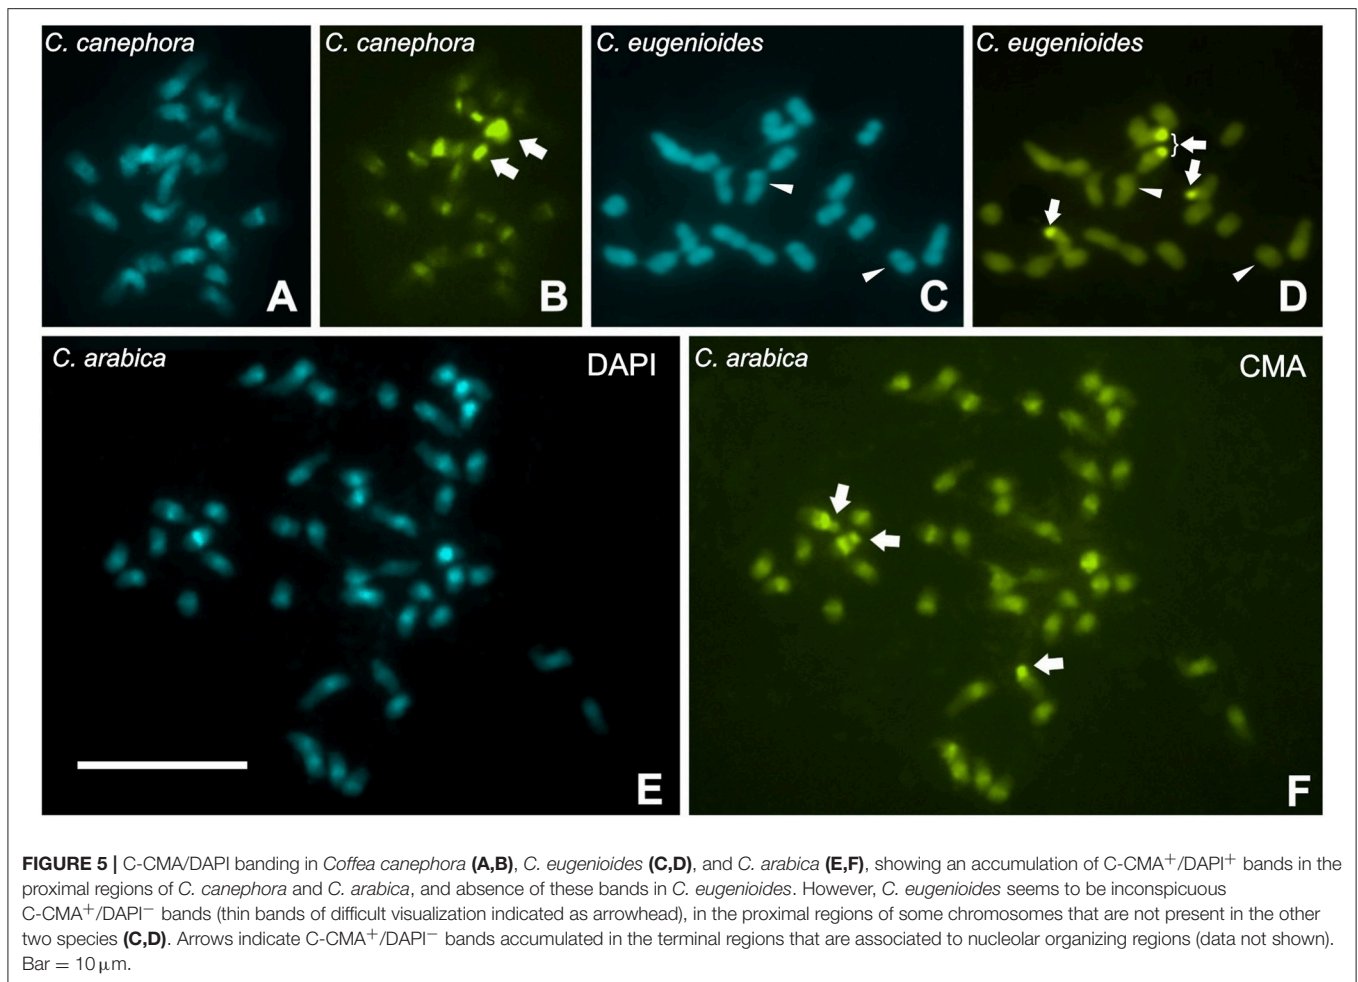 C. canephora
C. canephora
C. eugenioides
C. eugenioides
A
B
C
D
C. arabica
DAPI
C. arabica
CMA
E
F
FIGURE 5 | C-CMA/DAPI banding in Coffea canephora (A,B), C. eugenioides (C,D), and C. arabica (E,F), showing an accumulation of C-CMA⁺/DAPI⁺ bands in the
proximal regions of C. canephora and C. arabica, and absence of these bands in C. eugenioides. However, C. eugenioides seems to be inconspicuous
C-CMA⁺/DAPI⁻ bands (thin bands of difficult visualization indicated as arrowhead), in the proximal regions of some chromosomes that are not present in the other
two species (C,D). Arrows indicate C-CMA⁺/DAPI⁻ bands accumulated in the terminal regions that are associated to nucleolar organizing regions (data not shown).
Bar = 10 μm.